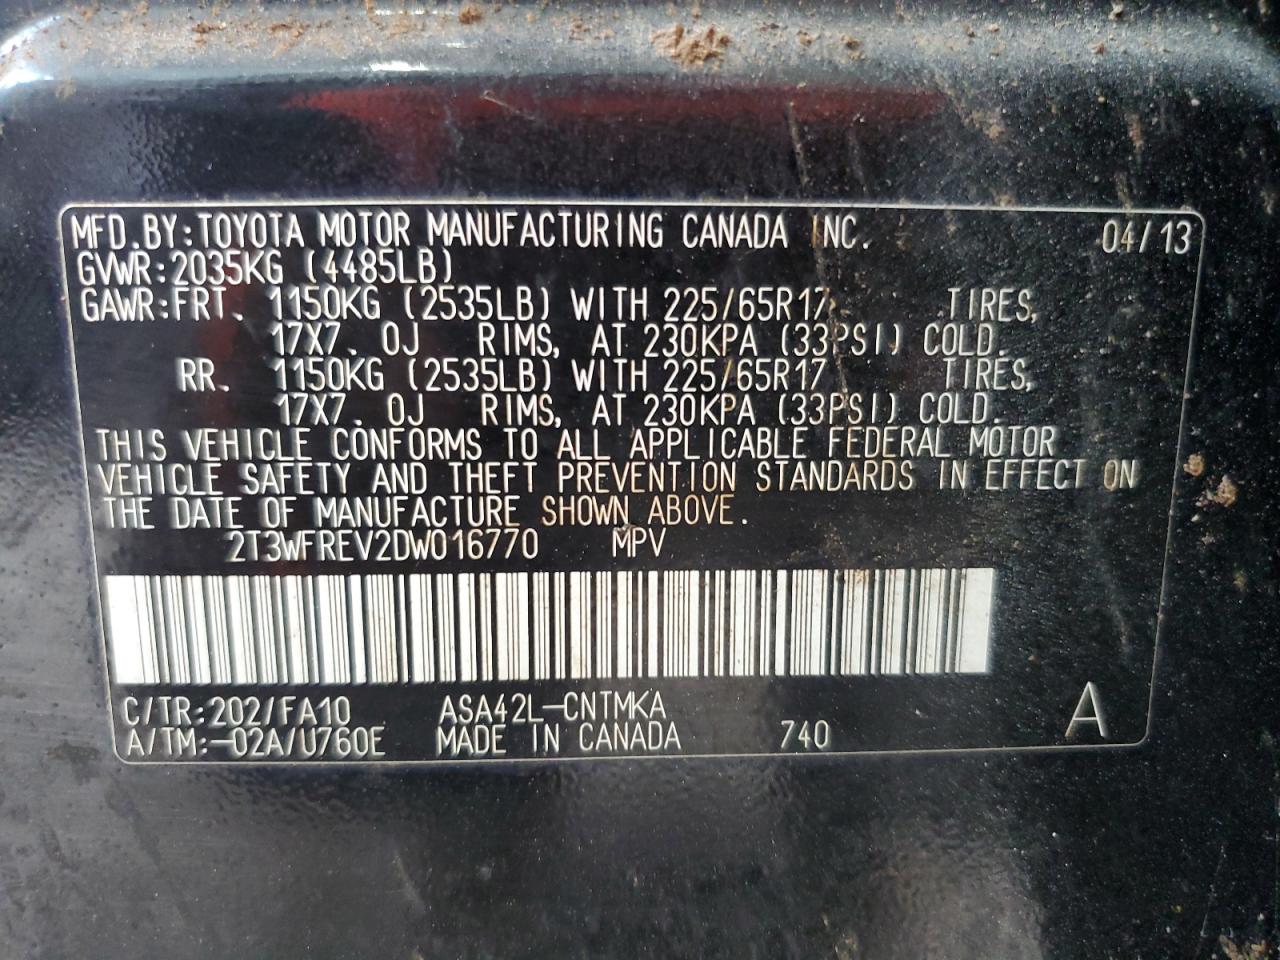 MFD.BY:TOYOTA MOTOR MANUFACTURING CANADA INC. 04/13
GVWR:2035KG (4485LB)
GAWR:FRT. 1150KG (2535LB) WITH 225/65R17 TIRES,
17X7.0J RIMS, AT 230KPA (33PSI) COLD.
RR. 1150KG (2535LB) WITH 225/65R17 TIRES,
17X7.0J RIMS, AT 230KPA (33PSI) COLD.
THIS VEHICLE CONFORMS TO ALL APPLICABLE FEDERAL MOTOR
VEHICLE SAFETY AND THEFT PREVENTION STANDARDS IN EFFECT ON
THE DATE OF MANUFACTURE SHOWN ABOVE.
2T3WFREV2DW016770 MPV
C/TR:202/FA10 ASA42L-CNTMKA
A/TM:-02A/U760E MADE IN CANADA 740 A